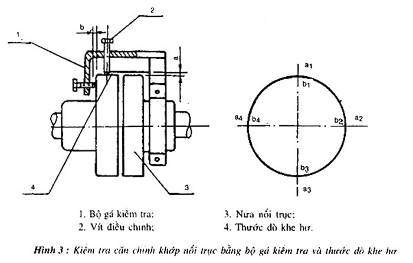 2
1
b
a
a₁
b₁
a₄
b₄
b₂
a₂
b₃
a₃
4
3
1. Bộ gá kiểm tra;
3. Nửa nối trục;
2. Vít điều chỉnh;
4. Thước dò khe hở.
Hình 3 : Kiểm tra căn chỉnh khớp nối trục bằng bộ gá kiểm tra và thước dò khe hở